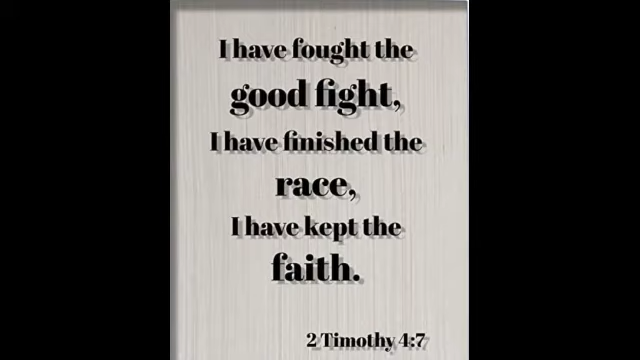 I have fought the
good fight,
I have finished the
race,
I have kept the
faith.
2 Timothy 4:7